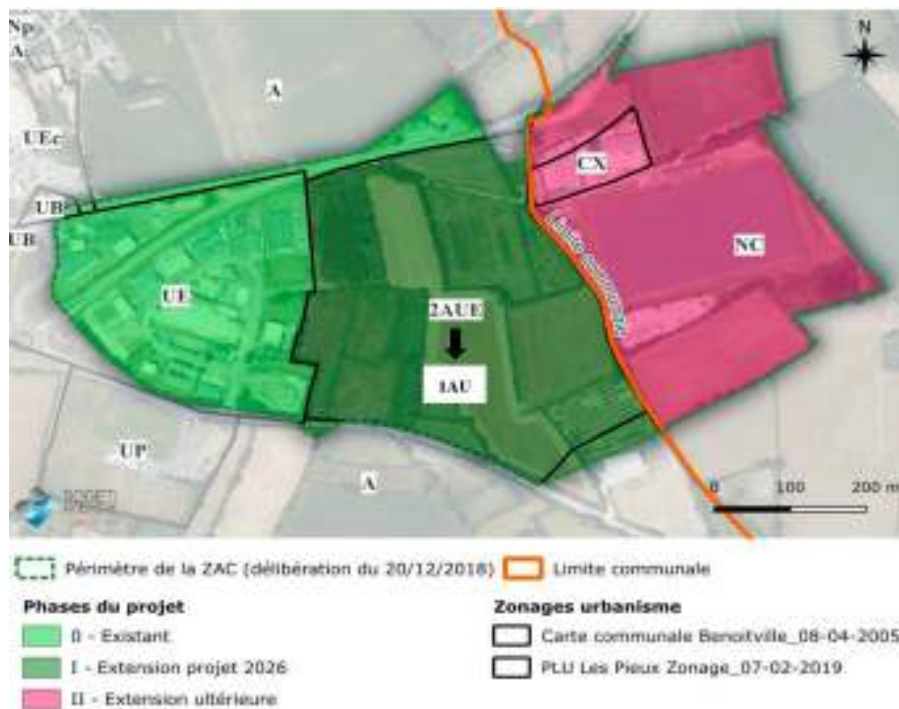 Np
A
A
N
UEc
CX
UB
UB
NC
Limite communale
UE
2AUE
1AU
UP
A
0 100 200 m
Périmètre de la ZAC (délibération du 20/12/2018)
Limite communale
Phases du projet
Zonages urbanisme
0 - Existant
Carte communale Benoitville_08-04-2005
I - Extension projet 2026
PLU Les Pieux Zonage_07-02-2019
II - Extension ultérieure